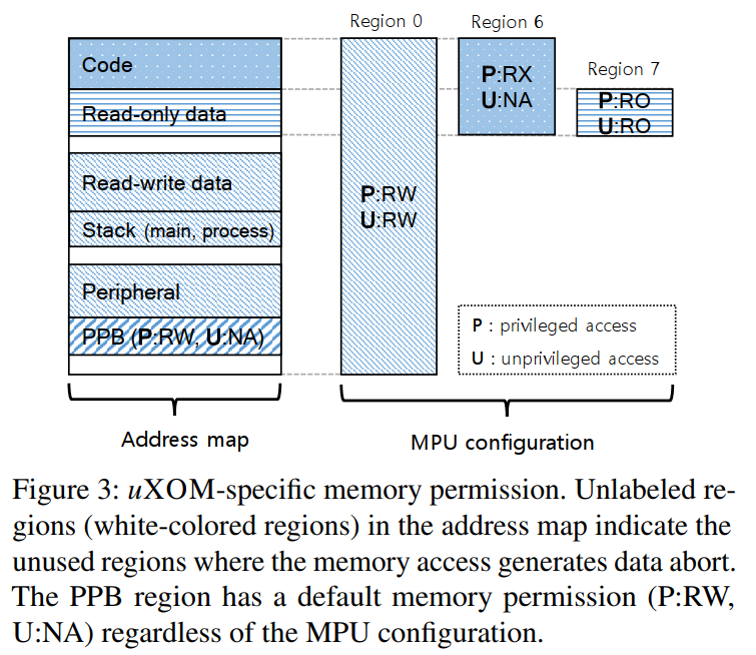 Region 0
Region 6
Region 7
Code
Read-only data
Read-write data
Stack (main, process)
Peripheral
PPB (P:RW, U:NA)
P:RW
U:RW
P:RX
U:NA
P:RO
U:RO
P : privileged access
U : unprivileged access
Address map
MPU configuration
Figure 3: uXOM-specific memory permission. Unlabeled re-
gions (white-colored regions) in the address map indicate the
unused regions where the memory access generates data abort.
The PPB region has a default memory permission (P:RW,
U:NA) regardless of the MPU configuration.